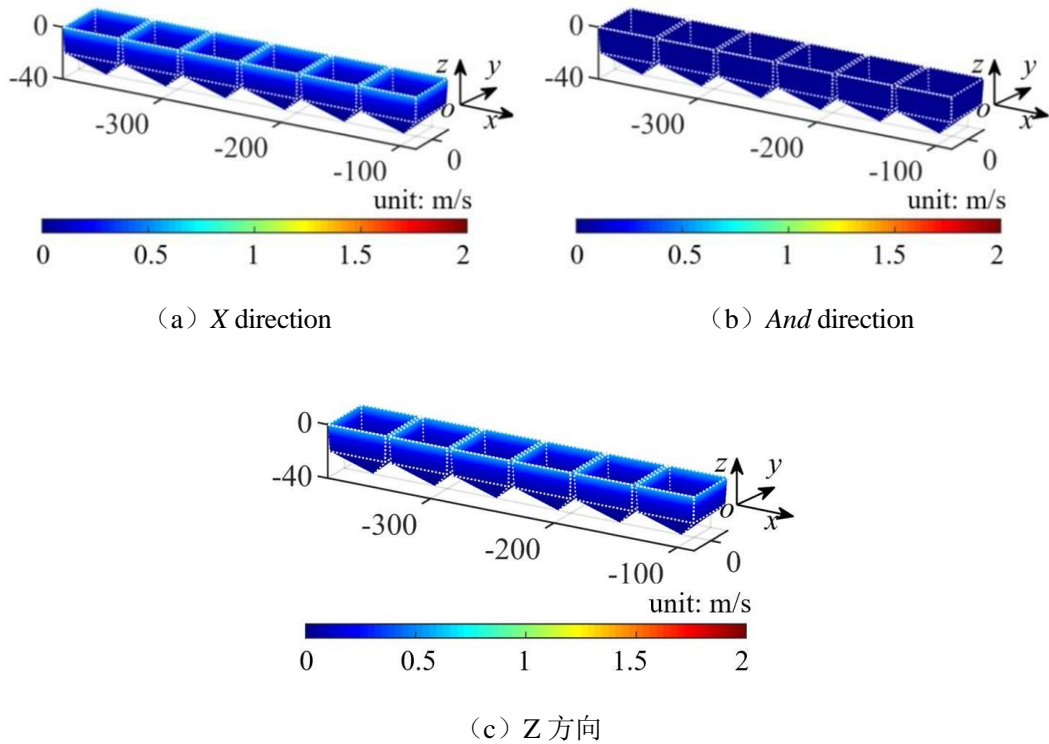 0
-40
-300
-200
-100
0
z
y
o
x
unit: m/s
0 0.5 1 1.5 2
（a）X direction
0
-40
-300
-200
-100
0
z
y
o
x
unit: m/s
0 0.5 1 1.5 2
（b）And direction
0
-40
-300
-200
-100
0
z
y
o
x
unit: m/s
0 0.5 1 1.5 2
（c）Z 方向